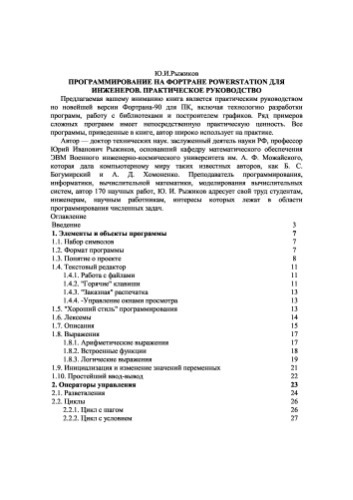 Ю.И.Рыжиков
ПРОГРАММИРОВАНИЕ НА ФОРТРАНЕ POWERSTATION ДЛЯ
ИНЖЕНЕРОВ. ПРАКТИЧЕСКОЕ РУКОВОДСТВО
Предлагаемая вашему вниманию книга является практическим руководством
по новейшей версии Фортрана-90 для ПК, включая технологию разработки
программ, работу с библиотеками и построителем графиков. Ряд примеров
сложных программ имеет непосредственную практическую ценность. Все
программы, приведенные в книге, автор широко использует на практике.
Автор — доктор технических наук, заслуженный деятель науки РФ, профессор
Юрий Иванович Рыжиков, основавший кафедру математического обеспечения
ЭВМ Военного инженерно-космического университета им. А. Ф. Можайского,
которая дала компьютерному миру таких известных авторов, как Б. С.
Богумирский и А. Д. Хомоненко. Преподаватель программирования,
информатики, вычислительной математики, моделирования вычислительных
систем, автор 170 научных работ, Ю. И. Рыжиков адресует свой труд студентам,
инженерам, научным работникам, интересы которых лежат в области
программирования численных задач.
Оглавление
Введение 3
1. Элементы и объекты программы 7
1.1. Набор символов 7
1.2. Формат программы 7
1.3. Понятие о проекте 8
1.4. Текстовый редактор 11
1.4.1. Работа с файлами 11
1.4.2. "Горячие" клавиши 11
1.4.3. "Заказная" распечатка 13
1.4.4. -Управление окнами просмотра 13
1.5. "Хороший стиль" программирования 13
1.6. Лексемы 14
1.7. Описания 15
1.8. Выражения 17
1.8.1. Арифметические выражения 17
1.8.2. Встроенные функции 18
1.8.3. Логические выражения 19
1.9. Инициализация и изменение значений переменных 21
1.10. Простейший ввод-вывод 22
2. Операторы управления 23
2.1. Разветвления 24
2.2. Циклы 26
2.2.1. Цикл с шагом 26
2.2.2. Цикл с условием 27